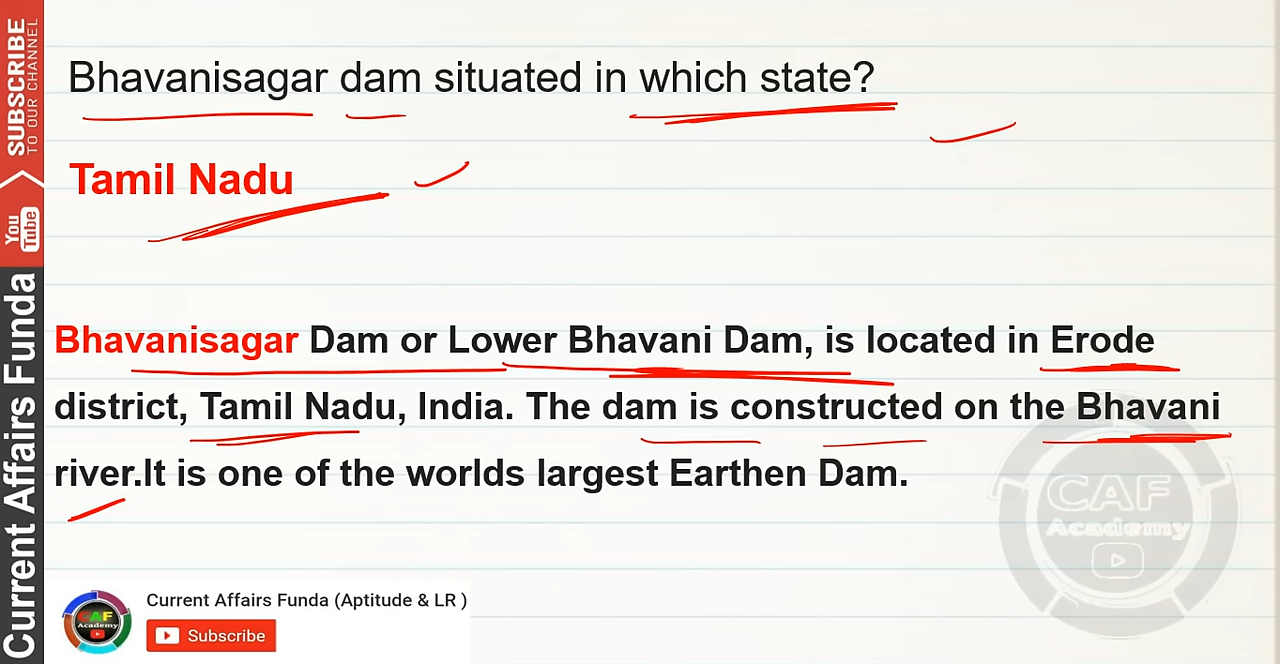 Bhavanisagar dam situated in which state?
Tamil Nadu
Bhavanisagar Dam or Lower Bhavani Dam, is located in Erode
district, Tamil Nadu, India. The dam is constructed on the Bhavani
river.It is one of the worlds largest Earthen Dam.
SUBSCRIBE
TO OUR CHANNEL
You
Tube
Current Affairs Funda
CAF
Academy
CAF
Academy
Current Affairs Funda (Aptitude & LR )
Subscribe